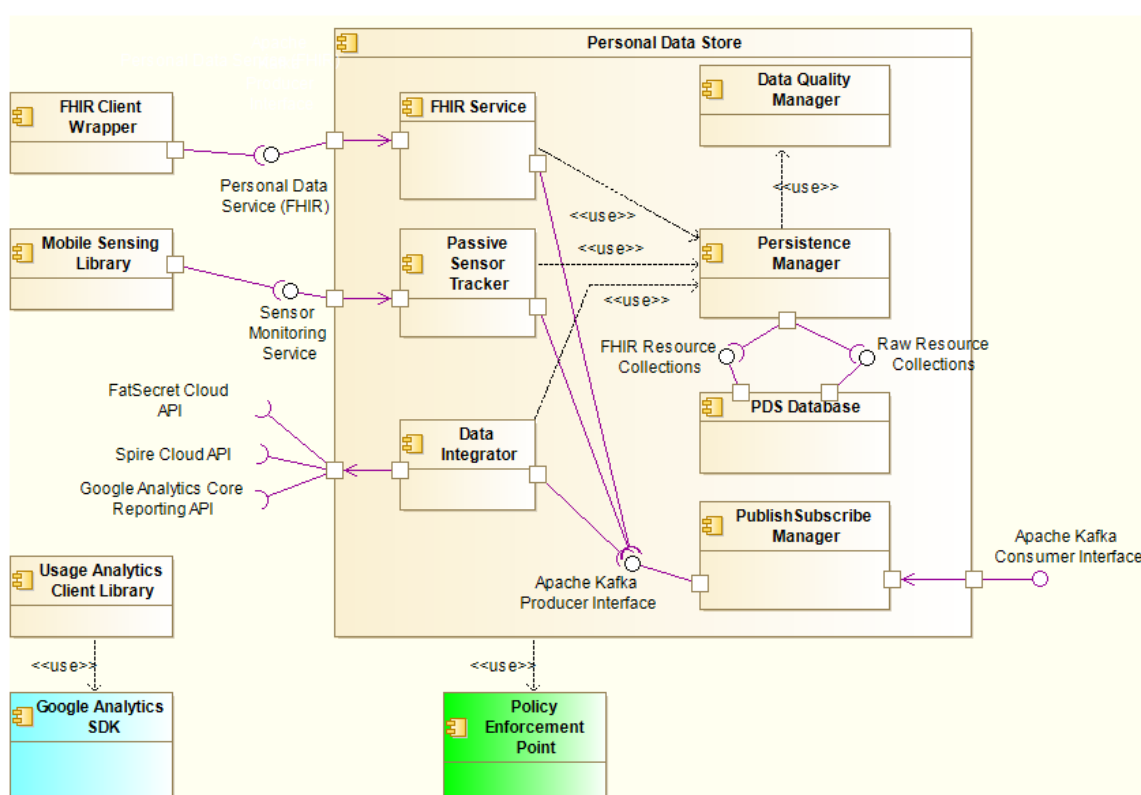 Personal Data Store
Data Quality
Manager
FHIR Client
Wrapper
FHIR Service
Personal Data
Service (FHIR)
<<use>>
<<use>>
Mobile Sensing
Library
Passive
Sensor
Tracker
<<use>>
Persistence
Manager
<<use>>
Sensor
Monitoring
Service
FHIR Resource
Collections
Raw Resource
Collections
FatSecret Cloud
API
PDS Database
Data
Integrator
Spire Cloud API
Google Analytics Core
Reporting API
PublishSubscribe
Manager
Apache Kafka
Consumer Interface
Usage Analytics
Client Library
Apache Kafka
Producer Interface
<<use>>
<<use>>
Google Analytics
SDK
Policy
Enforcement
Point